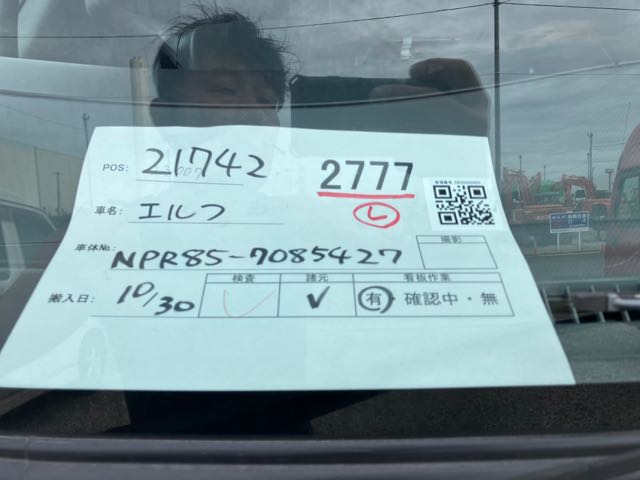 POS: 21742
2777
車名: エルフ
レ
車体No.: NPR85-7085427
撮影
搬入日: 10/30
検査 諸元 看板作業
✓ ✓ 有・確認中・無